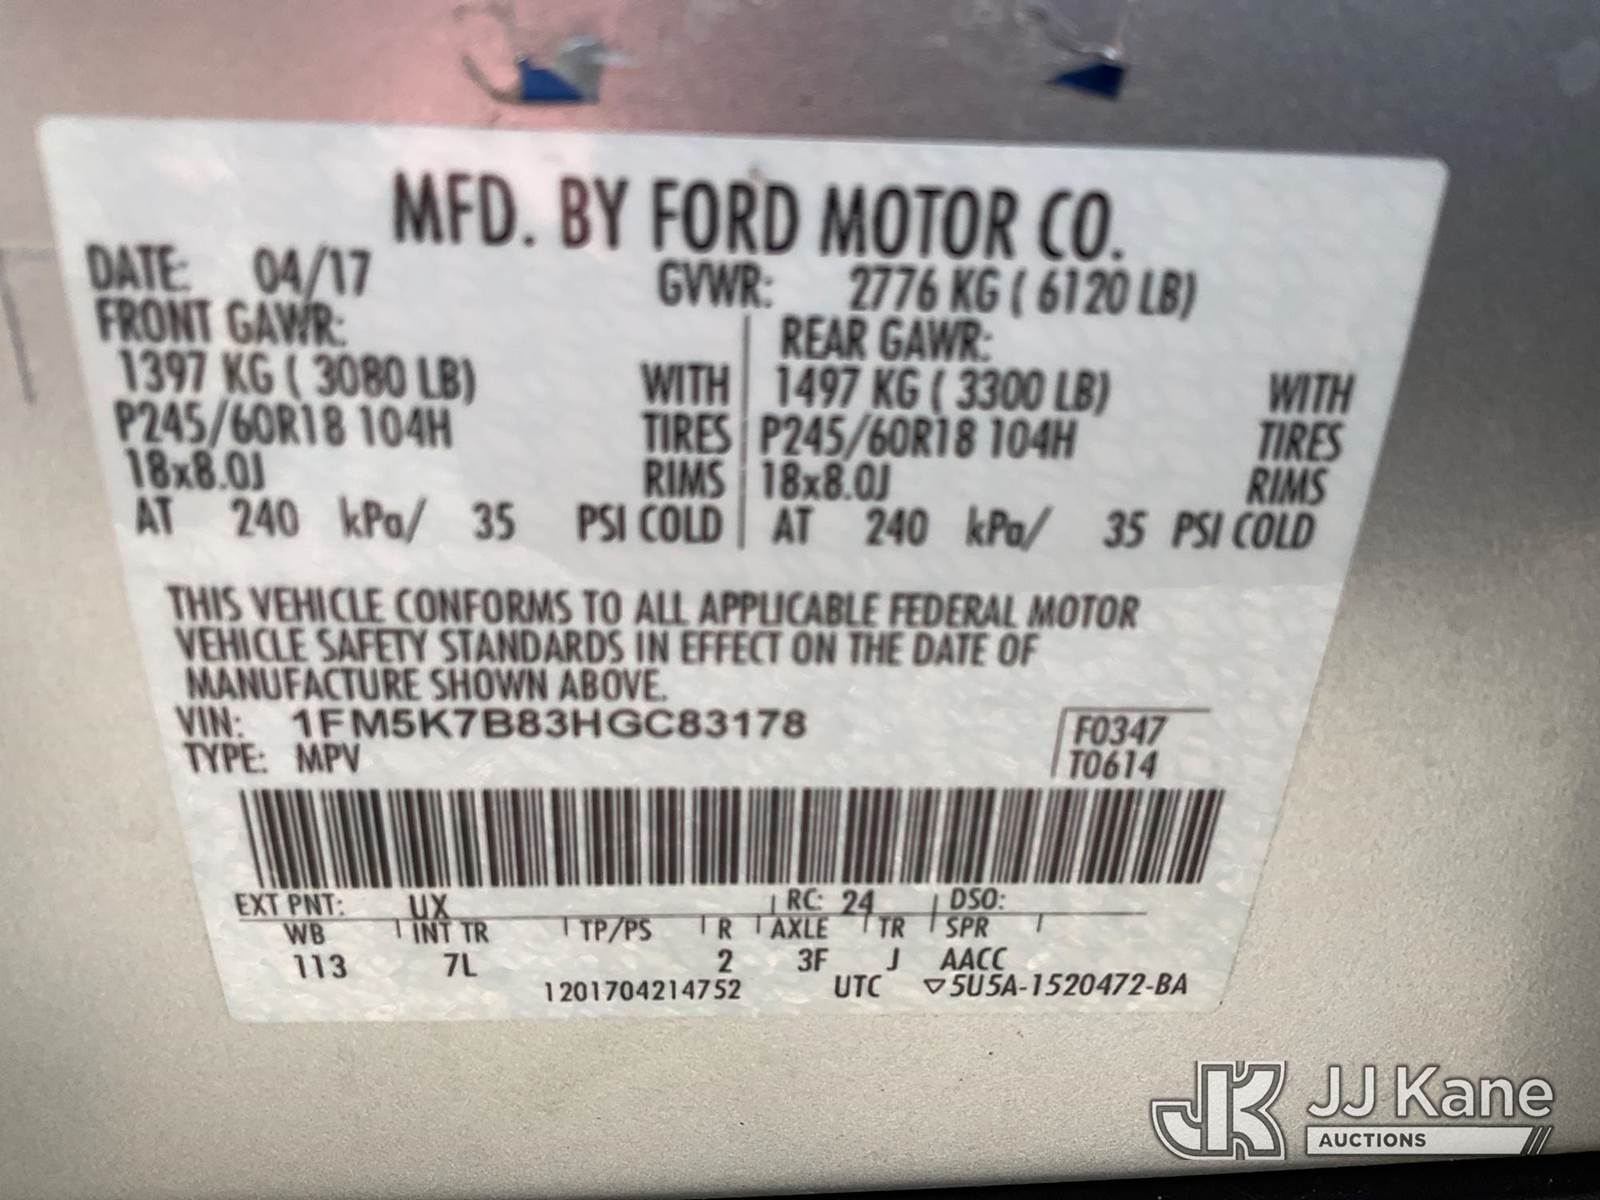 MFD. BY FORD MOTOR CO.
DATE: 04/17 GVWR: 2776 KG ( 6120 LB)
FRONT GAWR: REAR GAWR:
1397 KG ( 3080 LB) WITH 1497 KG ( 3300 LB) WITH
P245/60R18 104H TIRES P245/60R18 104H TIRES
18x8.0J RIMS 18x8.0J RIMS
AT 240 kPa/ 35 PSI COLD AT 240 kPa/ 35 PSI COLD
THIS VEHICLE CONFORMS TO ALL APPLICABLE FEDERAL MOTOR
VEHICLE SAFETY STANDARDS IN EFFECT ON THE DATE OF
MANUFACTURE SHOWN ABOVE.
VIN: 1FM5K7B83HGC83178 F0347
TYPE: MPV T0614
EXT PNT: UX RC: 24 DSO:
WB INT TR TP/PS R AXLE TR SPR
113 7L 2 3F J AACC
1201704214752 UTC ▽5U5A-1520472-BA
JK JJ Kane
AUCTIONS